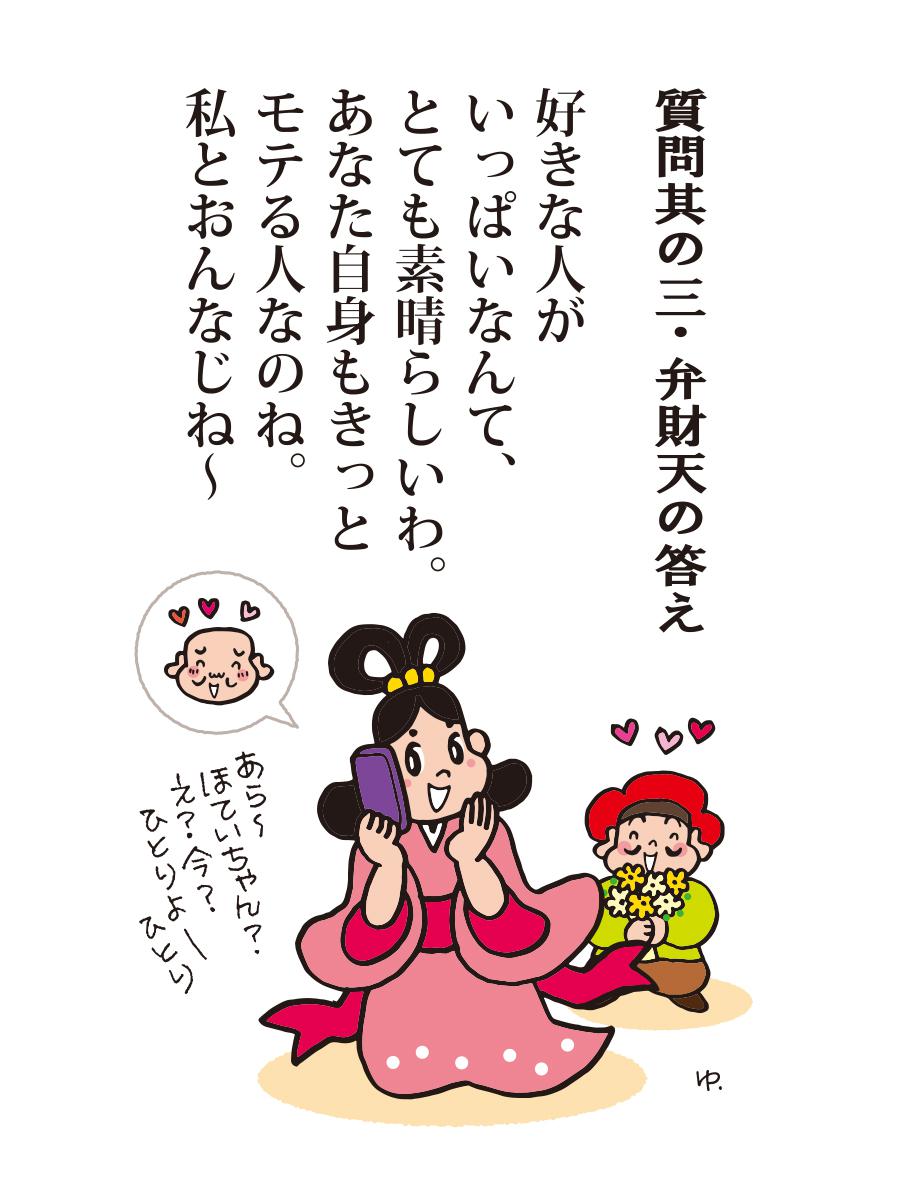 質問其の三・弁財天の答え
好きな人が
いっぱいなんて、
とても素晴らしいわ。
あなた自身もきっと
モテる人なのね。
私とおんなじね〜
あら〜
ほていちゃん？
え？今？
ひとりよー
ひとり
ゆ.